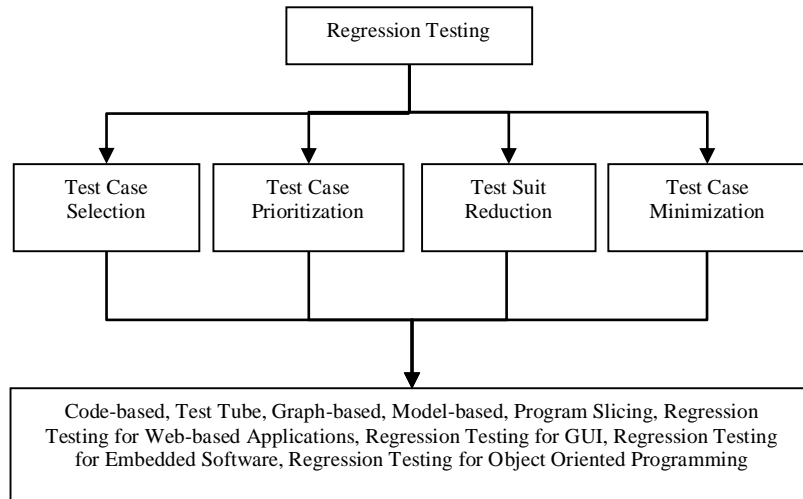 Regression Testing
Test Case
Selection
Test Case
Prioritization
Test Suit
Reduction
Test Case
Minimization
Code-based, Test Tube, Graph-based, Model-based, Program Slicing, Regression
Testing for Web-based Applications, Regression Testing for GUI, Regression Testing
for Embedded Software, Regression Testing for Object Oriented Programming